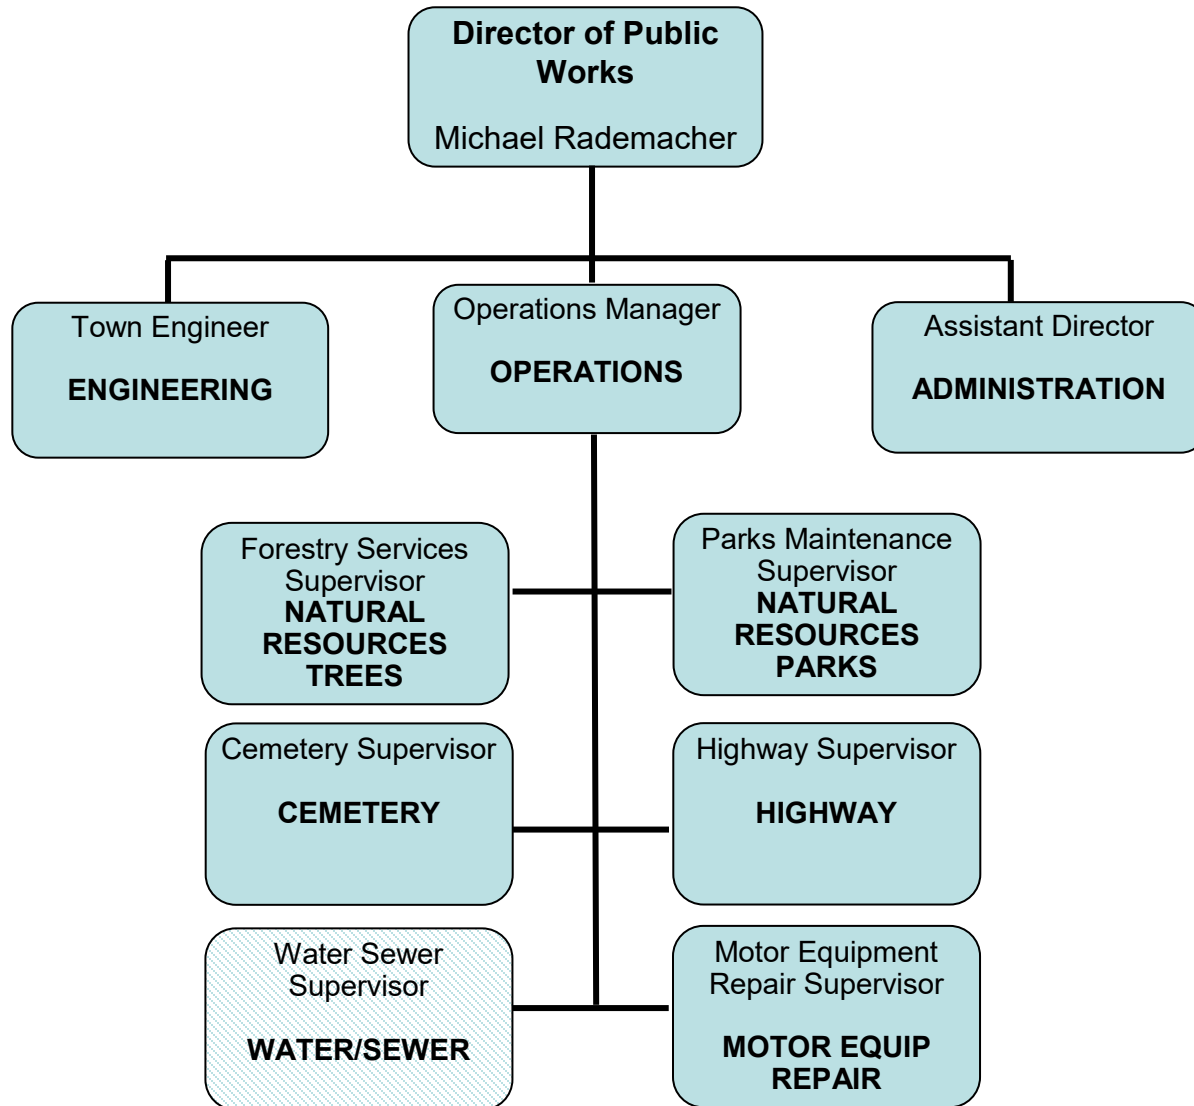 Director of Public
Works
Michael Rademacher
Town Engineer
ENGINEERING
Operations Manager
OPERATIONS
Assistant Director
ADMINISTRATION
Forestry Services
Supervisor
NATURAL
RESOURCES
TREES
Parks Maintenance
Supervisor
NATURAL
RESOURCES
PARKS
Cemetery Supervisor
CEMETERY
Highway Supervisor
HIGHWAY
Water Sewer
Supervisor
WATER/SEWER
Motor Equipment
Repair Supervisor
MOTOR EQUIP
REPAIR